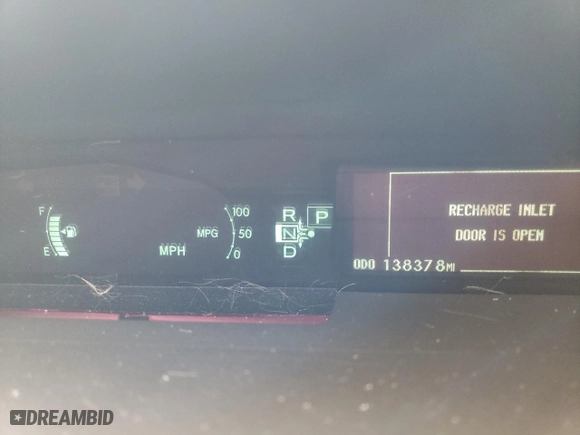 F
E
MPH
MPG
100
50
0
R
N
D
P
RECHARGE INLET
DOOR IS OPEN
ODO 138378 MI
DREAMBID